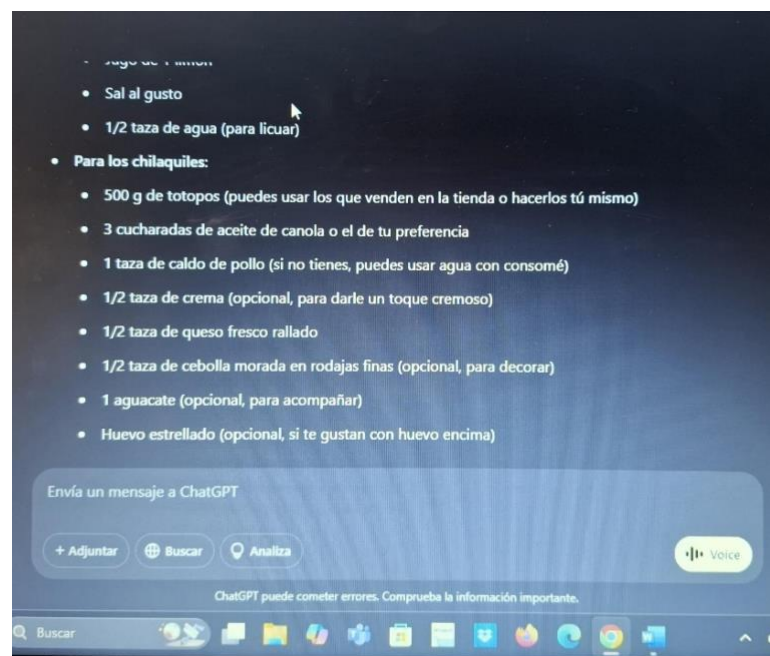 Sal al gusto
1/2 taza de agua (para licuar)
Para los chilaquiles:
500 g de totopos (puedes usar los que venden en la tienda o hacerlos tú mismo)
3 cucharadas de aceite de canola o el de tu preferencia
1 taza de caldo de pollo (si no tienes, puedes usar agua con consomé)
1/2 taza de crema (opcional, para darle un toque cremoso)
1/2 taza de queso fresco rallado
1/2 taza de cebolla morada en rodajas finas (opcional, para decorar)
1 aguacate (opcional, para acompañar)
Huevo estrellado (opcional, si te gustan con huevo encima)
Envía un mensaje a ChatGPT
+ Adjuntar Buscar Analiza Voice
ChatGPT puede cometer errores. Comprueba la información importante.
Buscar